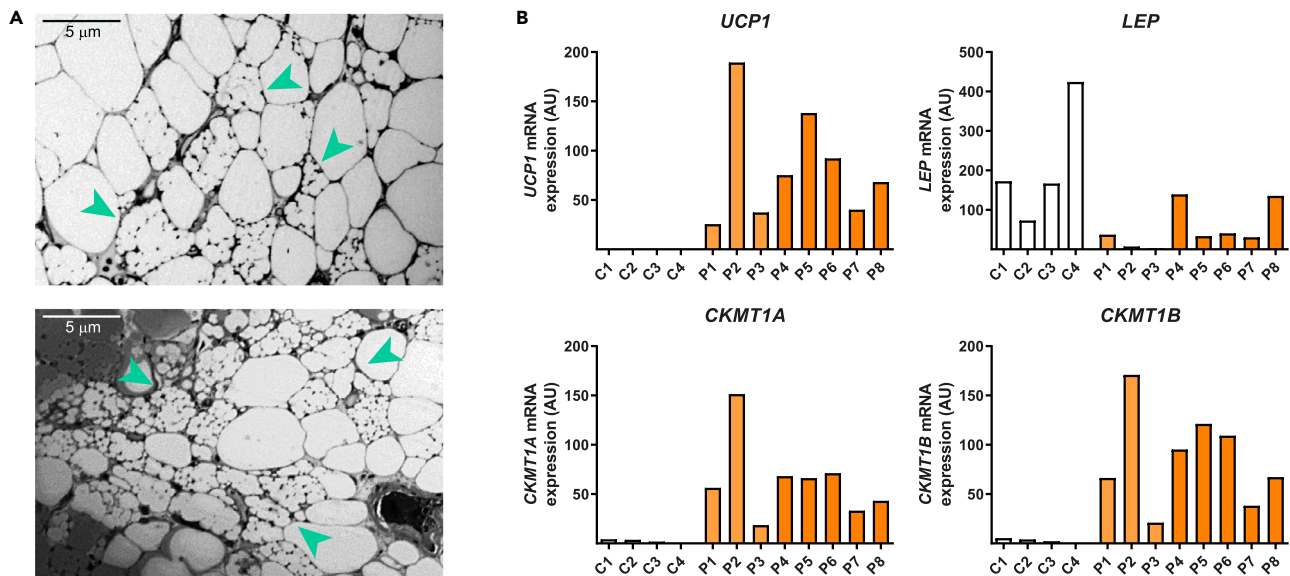 A
5 μm
5 μm
B
UCP1
UCP1 mRNA
expression (AU)
200
150
100
50
C1 C2 C3 C4 P1 P2 P3 P4 P5 P6 P7 P8
LEP
LEP mRNA
expression (AU)
500
400
300
200
100
C1 C2 C3 C4 P1 P2 P3 P4 P5 P6 P7 P8
CKMT1A
CKMT1A mRNA
expression (AU)
200
150
100
50
C1 C2 C3 C4 P1 P2 P3 P4 P5 P6 P7 P8
CKMT1B
CKMT1B mRNA
expression (AU)
200
150
100
50
C1 C2 C3 C4 P1 P2 P3 P4 P5 P6 P7 P8